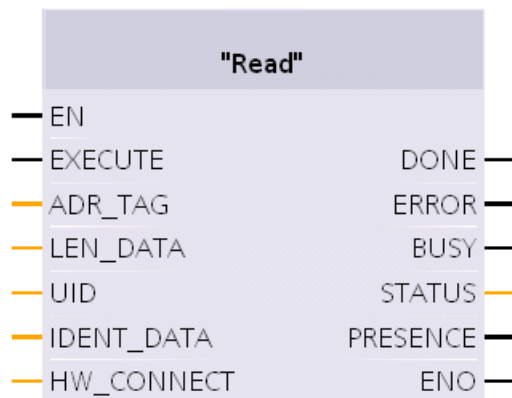 "Read"
EN
EXECUTE DONE
ADR_TAG ERROR
LEN_DATA BUSY
UID STATUS
IDENT_DATA PRESENCE
HW_CONNECT ENO